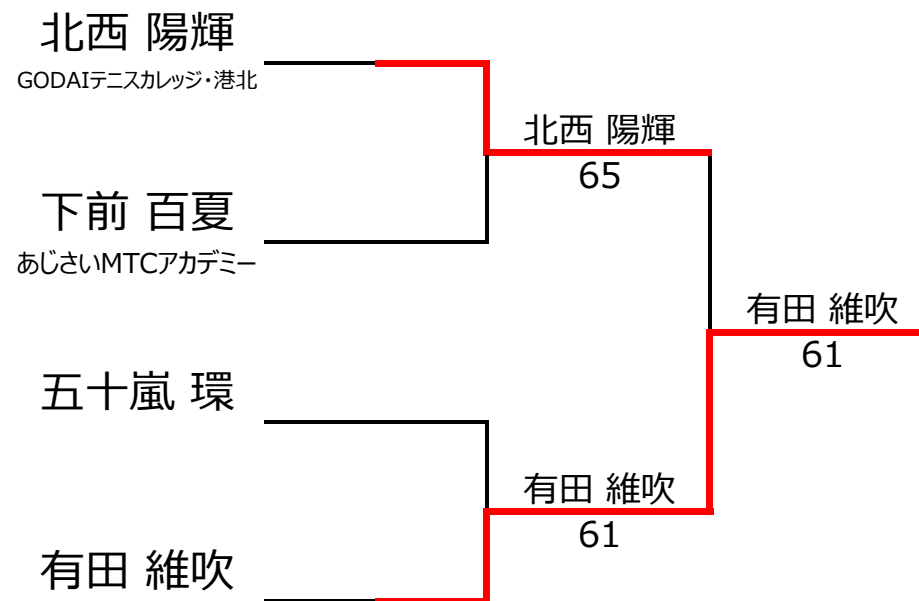 北西 陽輝
GODAIテニスカレッジ・港北
北西 陽輝
65
下前 百夏
あじさいMTCアカデミー
有田 維吹
61
五十嵐 環
有田 維吹
61
有田 維吹